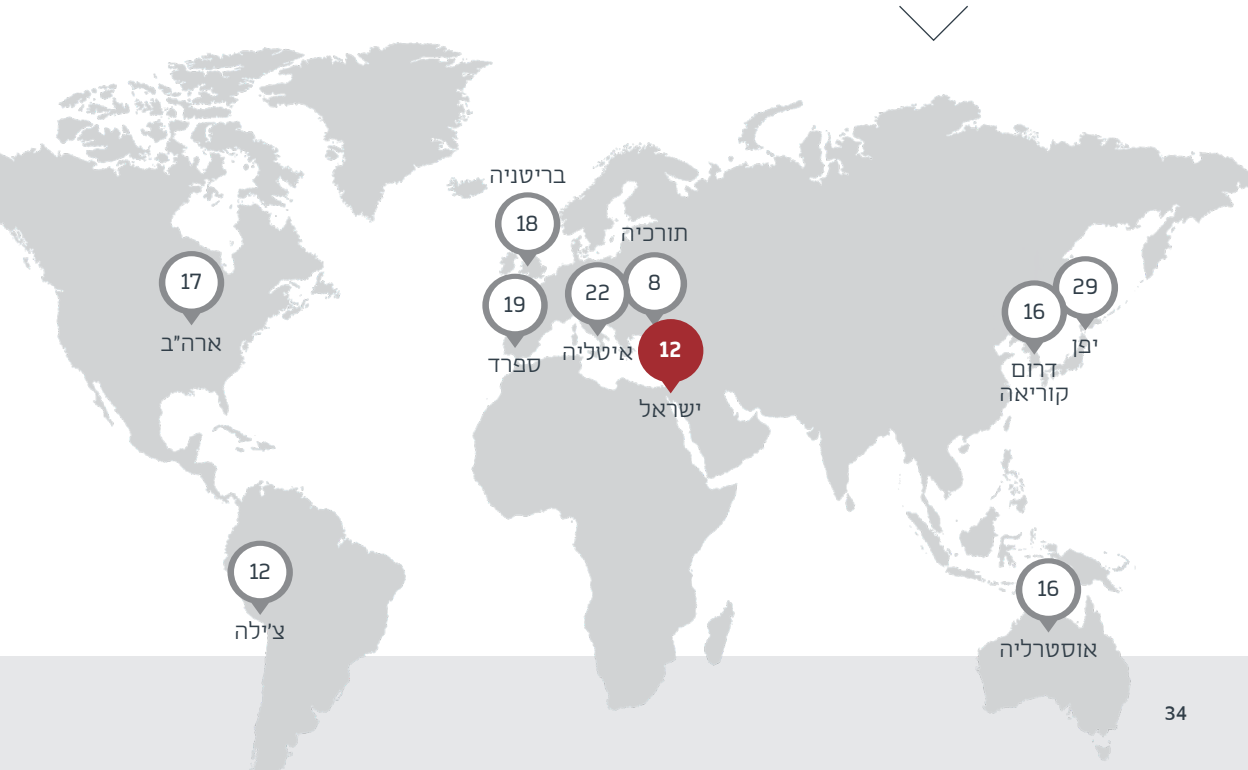 בריטניה
18
תורכיה
8
17
ארה"ב
19
ספרד
22
איטליה
12
ישראל
29
יפן
16
דרום
קוריאה
12
צ'ילה
16
אוסטרליה
34